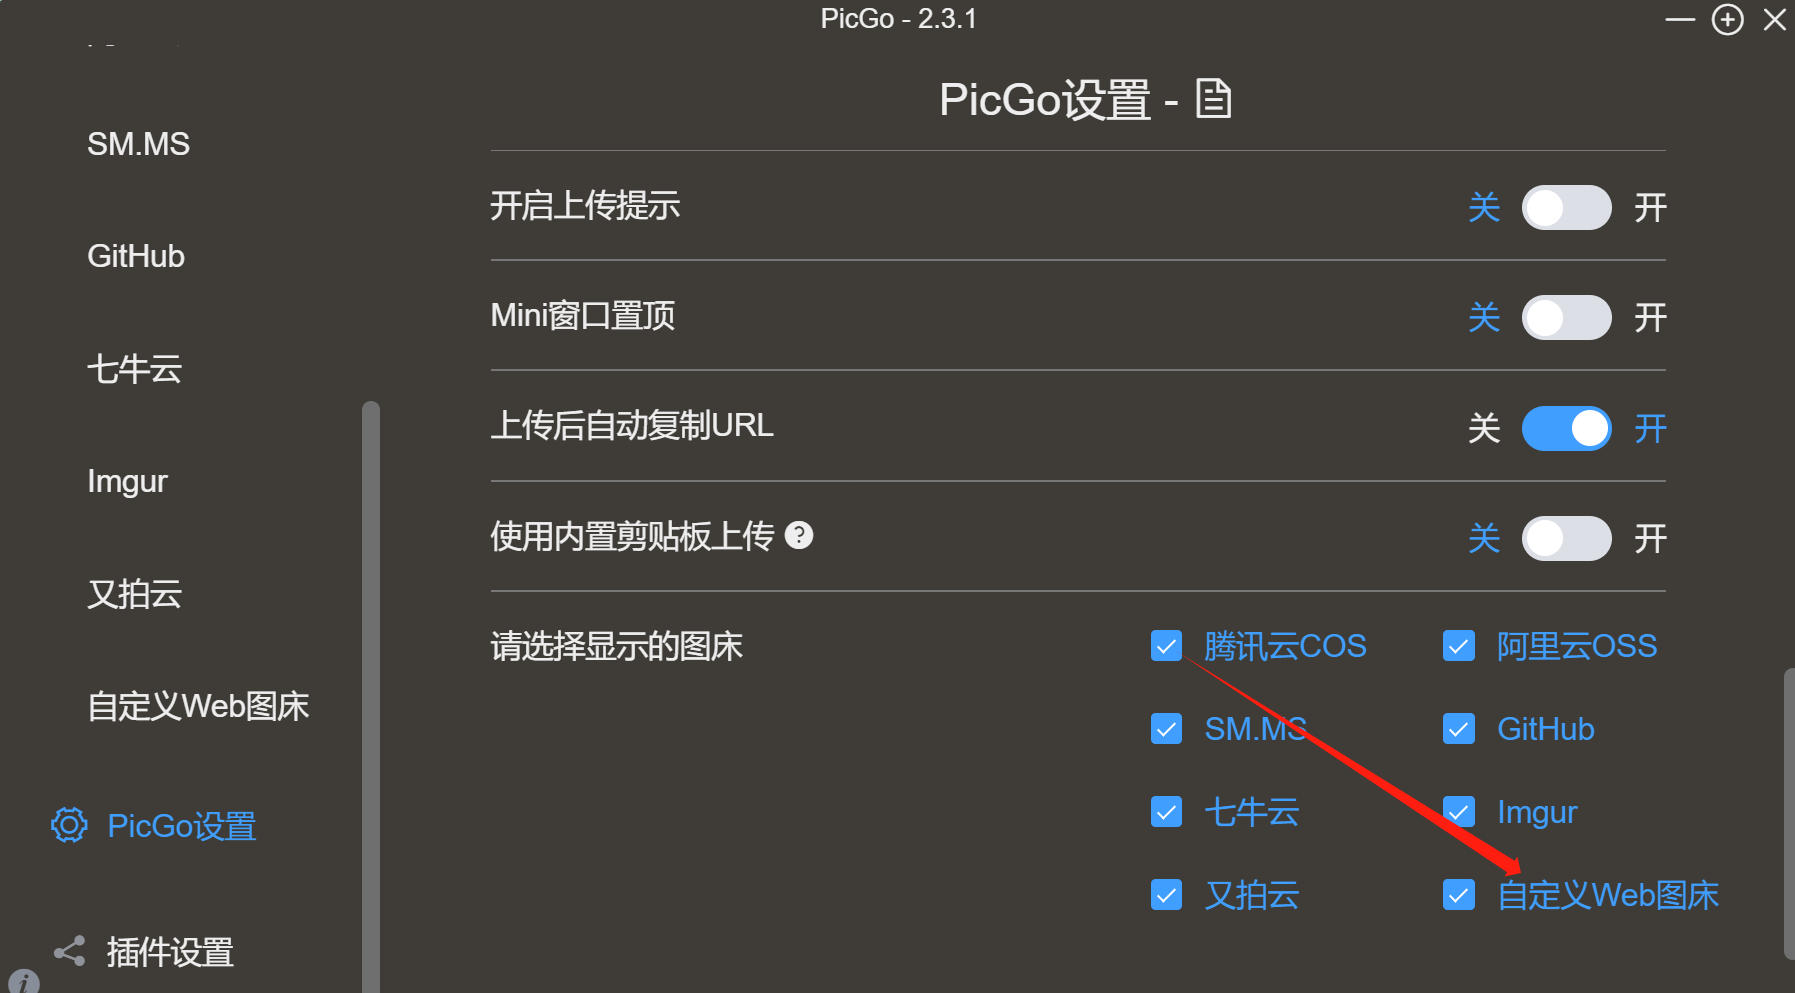 PicGo - 2.3.1
SM.MS
GitHub
七牛云
Imgur
又拍云
自定义Web图床
PicGo设置
插件设置
PicGo设置 -
开启上传提示 关 开
Mini窗口置顶 关 开
上传后自动复制URL 关 开
使用内置剪贴板上传 ? 关 开
请选择显示的图床 腾讯云COS 阿里云OSS
SM.MS GitHub
七牛云 Imgur
又拍云 自定义Web图床